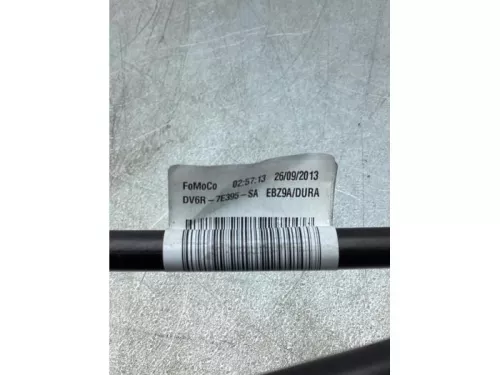 FoMoCo 02:57:13 26/09/2013
DV6R-7E395-SA EBZ9A/DURA